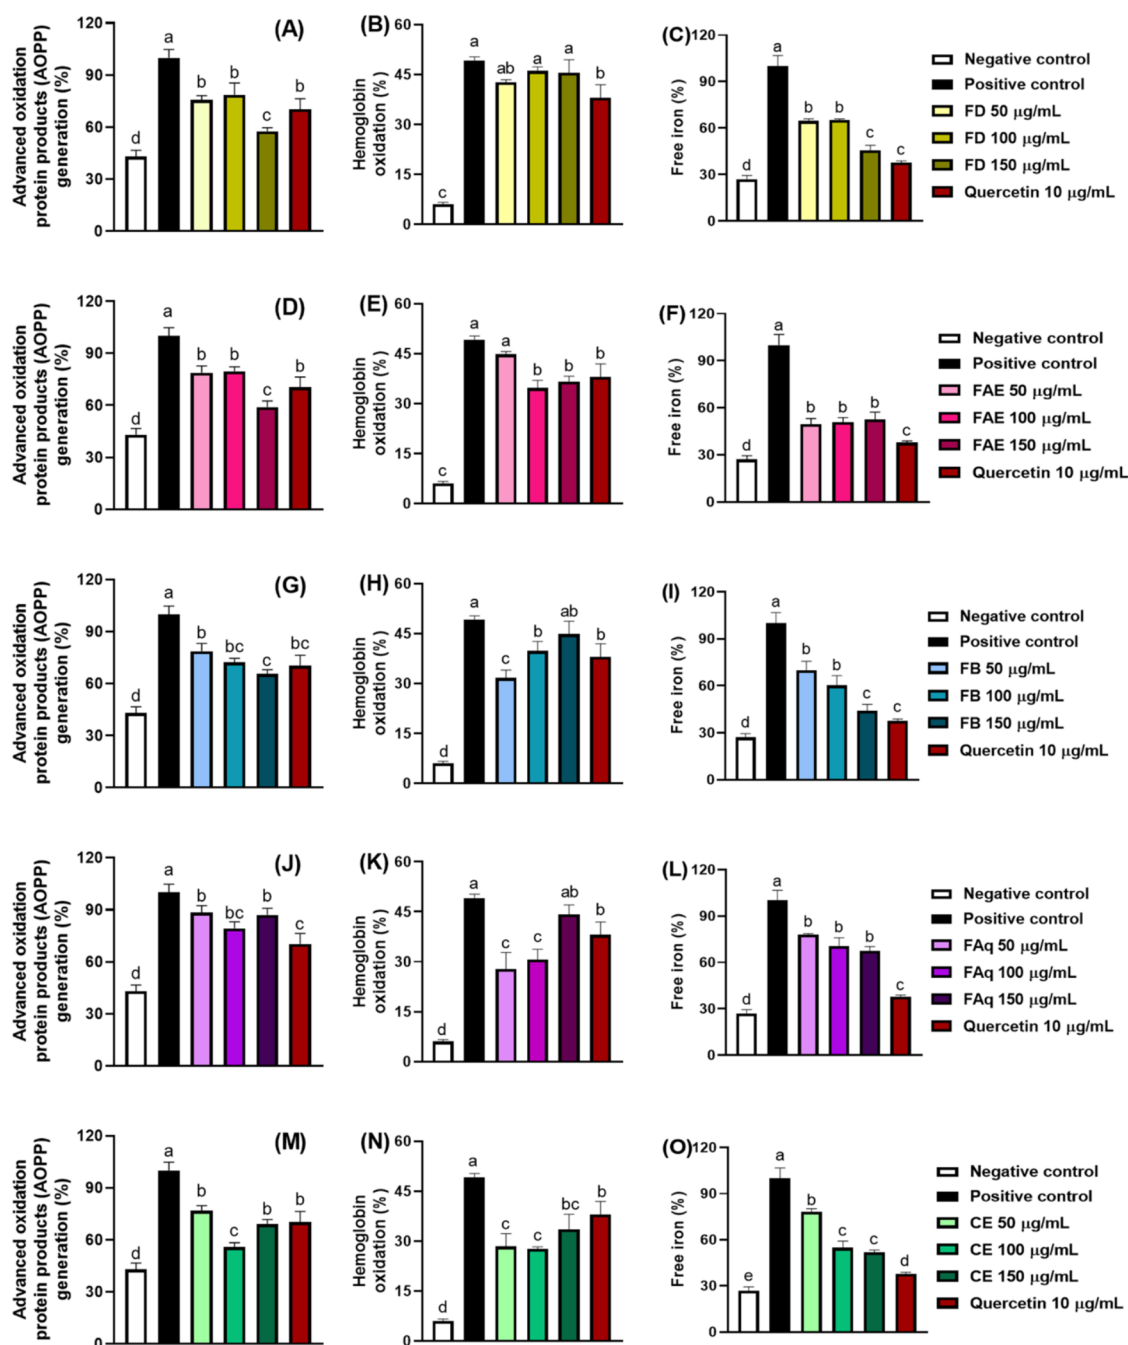 Advanced oxidation
protein products (AOPP)
generation (%)
120
90
60
30
0
(A)
d
a
b
b
c
b
Hemoglobin
oxidation (%)
60
45
30
15
0
(B)
c
a
ab
a
a
b
Free iron (%)
120
90
60
30
0
(C)
d
a
b
b
c
c
Negative control
Positive control
FD 50 μg/mL
FD 100 μg/mL
FD 150 μg/mL
Quercetin 10 μg/mL
Advanced oxidation
protein products (AOPP)
generation (%)
120
90
60
30
0
(D)
d
a
b
b
c
b
Hemoglobin
oxidation (%)
60
45
30
15
0
(E)
c
a
a
b
b
b
Free iron (%)
120
90
60
30
0
(F)
d
a
b
b
b
c
Negative control
Positive control
FAE 50 μg/mL
FAE 100 μg/mL
FAE 150 μg/mL
Quercetin 10 μg/mL
Advanced oxidation
protein products (AOPP)
generation (%)
120
90
60
30
0
(G)
d
a
b
bc
c
bc
Hemoglobin
oxidation (%)
60
45
30
15
0
(H)
d
a
c
b
ab
b
Free iron (%)
120
90
60
30
0
(I)
d
a
b
b
c
c
Negative control
Positive control
FB 50 μg/mL
FB 100 μg/mL
FB 150 μg/mL
Quercetin 10 μg/mL
Advanced oxidation
protein products (AOPP)
generation (%)
120
90
60
30
0
(J)
d
a
b
bc
b
c
Hemoglobin
oxidation (%)
60
45
30
15
0
(K)
d
a
c
c
ab
b
Free iron (%)
120
90
60
30
0
(L)
d
a
b
b
b
c
Negative control
Positive control
FAq 50 μg/mL
FAq 100 μg/mL
FAq 150 μg/mL
Quercetin 10 μg/mL
Advanced oxidation
protein products (AOPP)
generation (%)
120
90
60
30
0
(M)
d
a
b
c
b
b
Hemoglobin
oxidation (%)
60
45
30
15
0
(N)
d
a
c
c
bc
b
Free iron (%)
120
90
60
30
0
(O)
e
a
b
c
c
d
Negative control
Positive control
CE 50 μg/mL
CE 100 μg/mL
CE 150 μg/mL
Quercetin 10 μg/mL